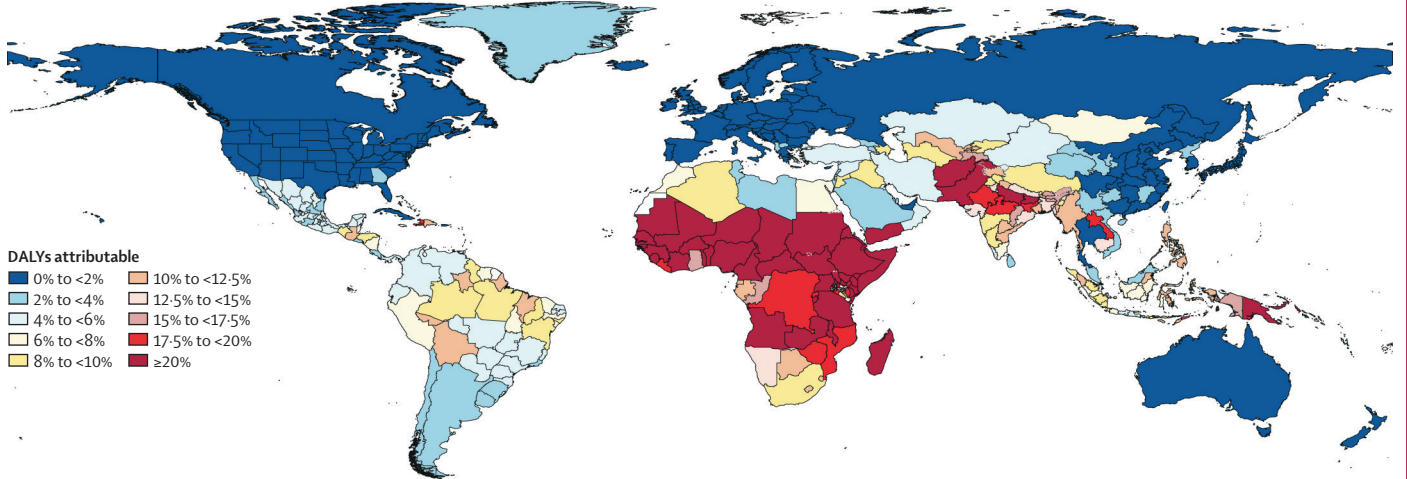 DALYs attributable
0% to <2%
2% to <4%
4% to <6%
6% to <8%
8% to <10%
10% to <12·5%
12·5% to <15%
15% to <17·5%
17·5% to <20%
≥20%